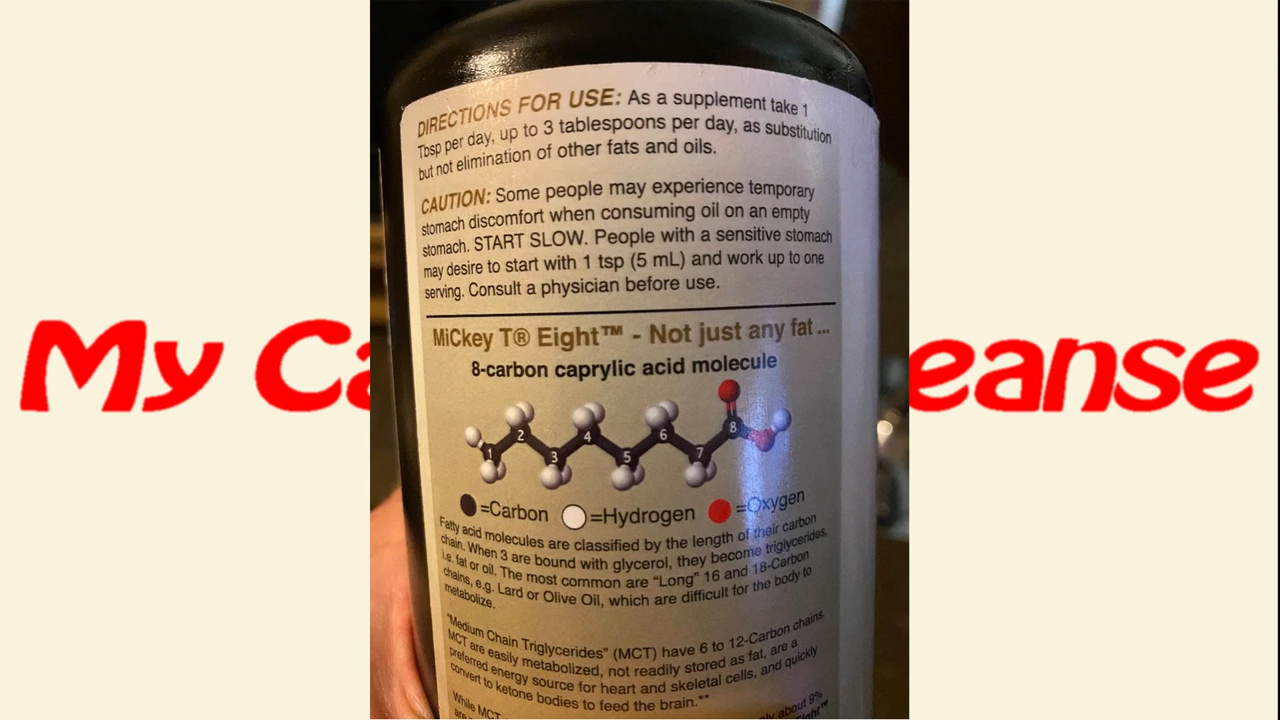 My Ca
eanse
DIRECTIONS FOR USE: As a supplement take 1
Tbsp per day, up to 3 tablespoons per day, as substitution
but not elimination of other fats and oils.
CAUTION: Some people may experience temporary
stomach discomfort when consuming oil on an empty
stomach. START SLOW. People with a sensitive stomach
may desire to start with 1 tsp (5 mL) and work up to one
serving. Consult a physician before use.
MiCkey T® Eight™ - Not just any fat ...
8-carbon caprylic acid molecule
1 2 3 4 5 6 7 8
=Carbon =Hydrogen =Oxygen
Fatty acid molecules are classified by the length of their carbon
chain. When 3 are bound with glycerol, they become triglycerides,
i.e. fat or oil. The most common are “Long” 16 and 18-Carbon
chains, e.g. Lard or Olive Oil, which are difficult for the body to
metabolize.
"Medium Chain Triglycerides" (MCT) have 6 to 12-Carbon chains.
MCT are easily metabolized, not readily stored as fat, are a
preferred energy source for heart and skeletal cells, and quickly
convert to ketone bodies to feed the brain.**
While MCT about 9%